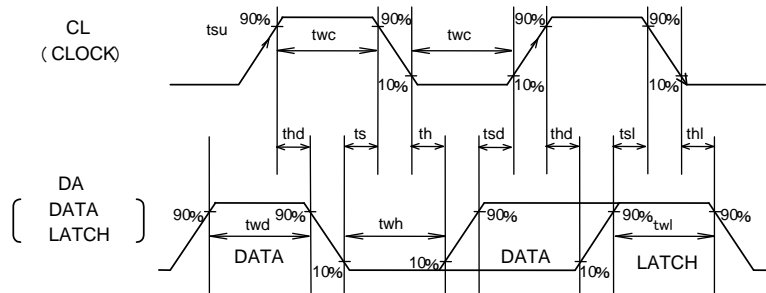 CL
( CLOCK)
tsu
90%
twc
90%
twc
90%
90%
10%
10%
10%
thd
ts
th
tsd
thd
tsl
thl
DA
DATA
LATCH
90%
twd
90%
twh
90%
90%
twl
90%
DATA
10%
10%
DATA
10%
LATCH